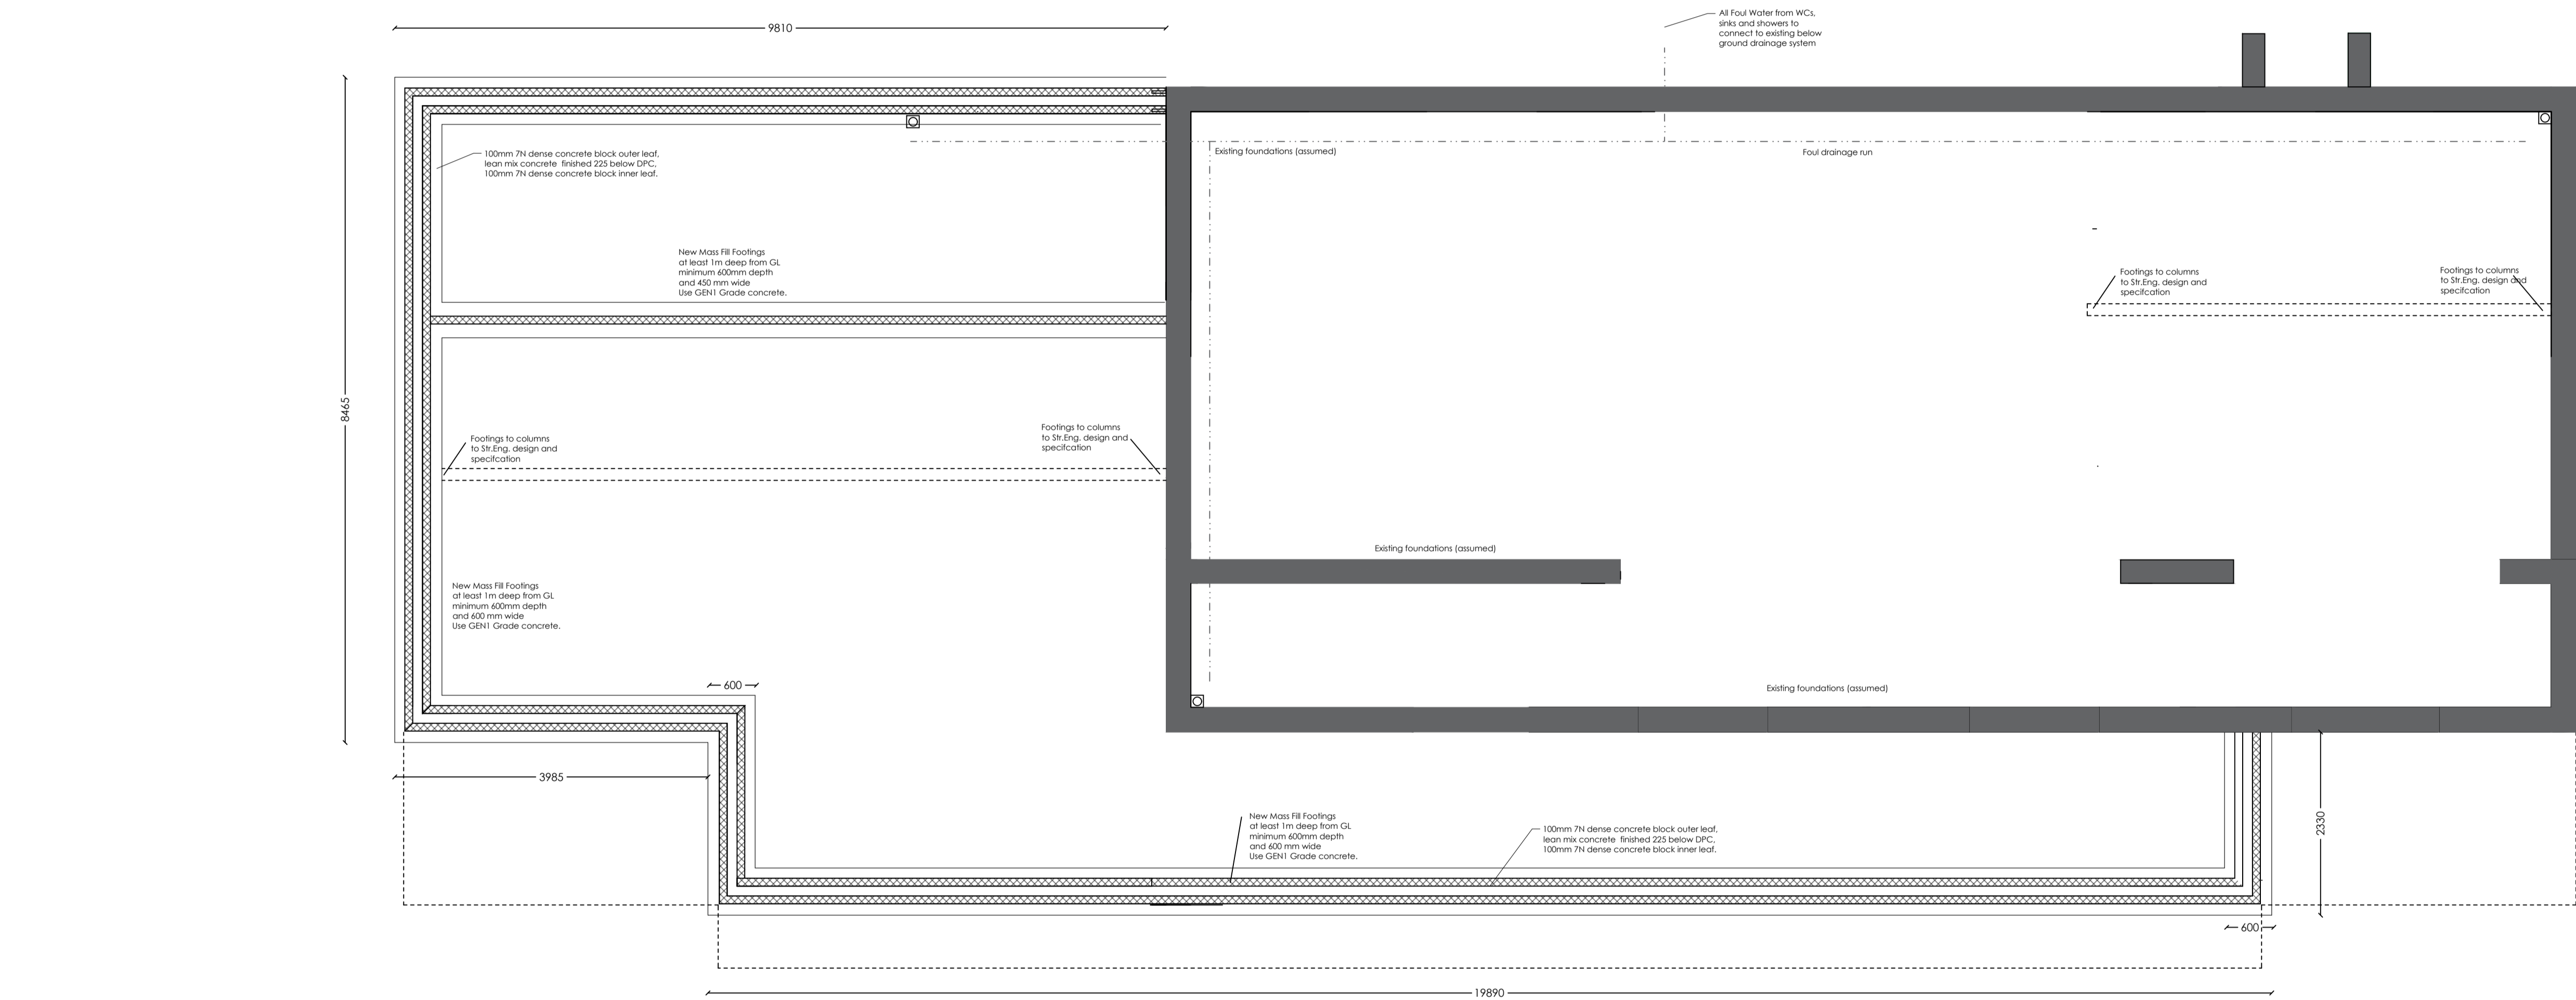 9810
All Foul Water from WCs,
sinks and showers to
connect to existing below
ground drainage system
100mm 7N dense concrete block outer leaf,
lean mix concrete  finished 225 below DPC,
100mm 7N dense concrete block inner leaf.
Existing foundations (assumed)
Foul drainage run
New Mass Fill Footings
at least 1m deep from GL
minimum 600mm depth
and 450 mm wide
Use GEN1 Grade concrete.
Footings to columns
to Str.Eng. design and
specifcation
Footings to columns
to Str.Eng. design and
specifcation
8465
Footings to columns
to Str.Eng. design and
specifcation
Footings to columns
to Str.Eng. design and
specifcation
Existing foundations (assumed)
New Mass Fill Footings
at least 1m deep from GL
minimum 600mm depth
and 600 mm wide
Use GEN1 Grade concrete.
600
Existing foundations (assumed)
3985
New Mass Fill Footings
at least 1m deep from GL
minimum 600mm depth
and 600 mm wide
Use GEN1 Grade concrete.
100mm 7N dense concrete block outer leaf,
lean mix concrete  finished 225 below DPC,
100mm 7N dense concrete block inner leaf.
2330
600
19890